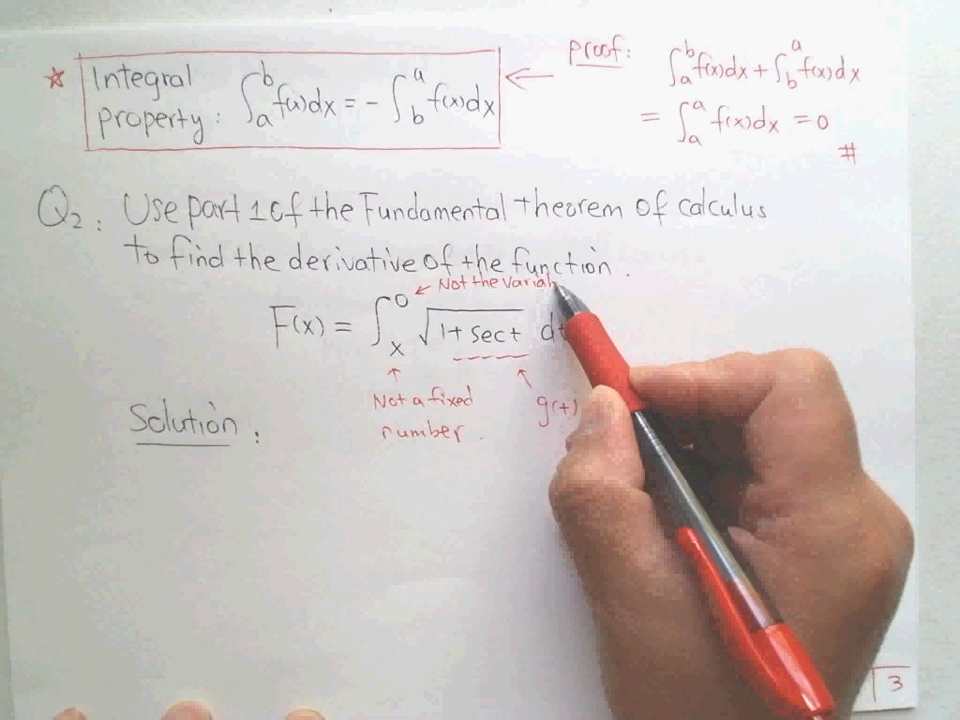 ☆ Integral property: ∫_a^b f(x)dx = - ∫_b^a f(x)dx ←
proof: ∫_a^b f(x)dx + ∫_b^a f(x)dx
= ∫_a^a f(x)dx = 0
#
Q2: Use part 1 of the Fundamental theorem of calculus
to find the derivative of the function.
← Not the variab
F(x) = ∫_x^0 √(1+ sec t) dt
↑ Not a fixed
number.
g(t)
Solution:
3